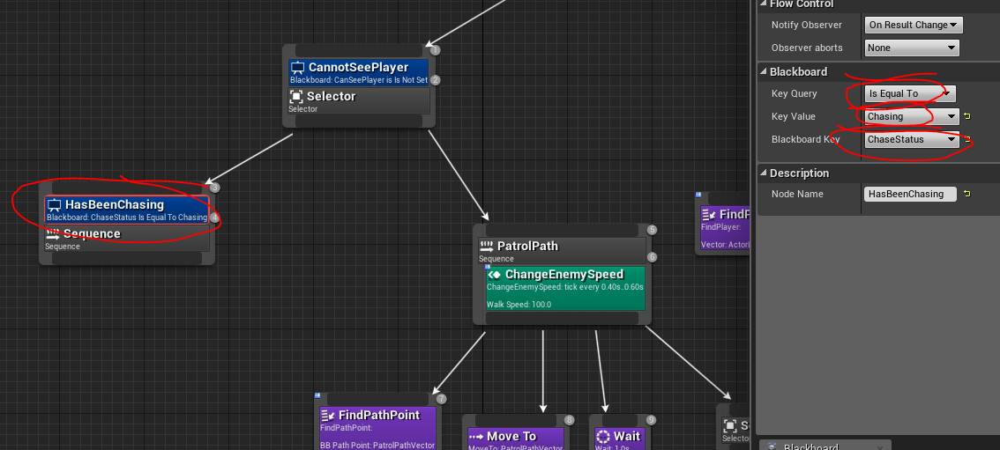 CannotSeePlayer
Blackboard: CanSeePlayer is Is Not Set
Selector
Selector
1
2
HasBeenChasing
Blackboard: ChaseStatus Is Equal To Chasing
Sequence
Sequence
3
4
PatrolPath
Sequence
ChangeEnemySpeed
ChangeEnemySpeed: tick every 0.40s..0.60s
Walk Speed: 100.0
5
6
FindP
FindPlayer:
Vector: ActorL
FindPathPoint
FindPathPoint:
BB Path Point: PatrolPathVector
7
Move To
MoveTo: PatrolPathVector
8
Wait
Wait: 1.0s
9
Selector
Flow Control
Notify Observer
On Result Change
Observer aborts
None
Blackboard
Key Query
Is Equal To
Key Value
Chasing
Blackboard Key
ChaseStatus
Description
Node Name
HasBeenChasing
Blackboard